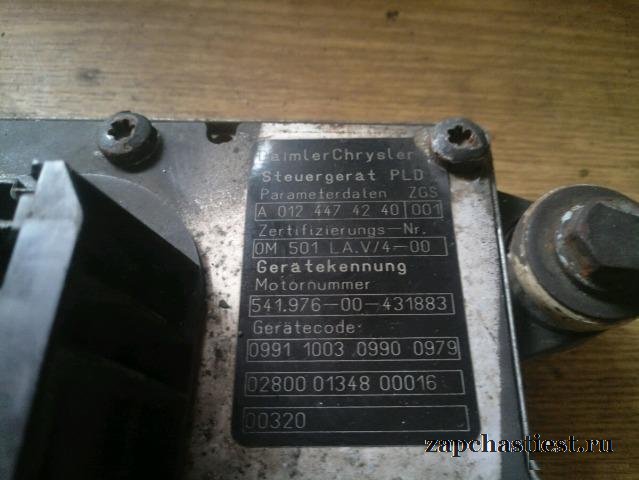 DaimlerChrysler
Steuergerät PLD
Parameterdaten ZGS
A 012 447 42 40 001
Zertifizierungs-Nr.
OM 501 LA.V/4-00
Gerätekennung
Motornummer
541.976-00-431883
Gerätecode:
0991 1003 0990 0979
02800 01348 00016
00320
zapchastiest.ru